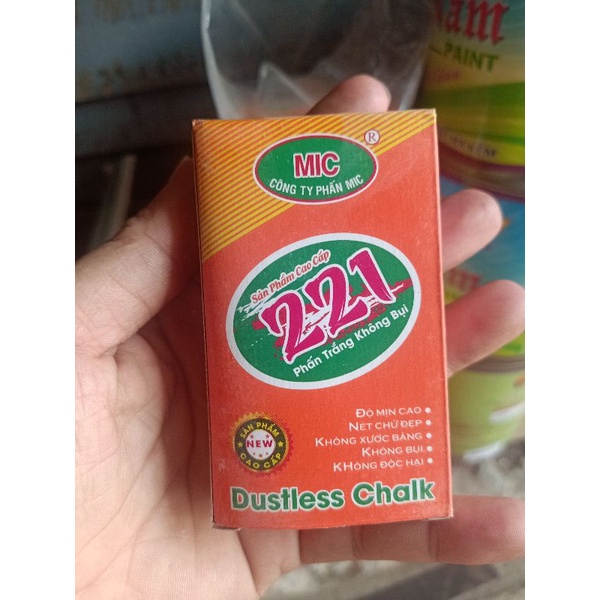 MIC
®
CÔNG TY PHẤN MIC
Sản Phẩm Cao Cấp
221
Phấn Trắng Không Bụi
SẢN PHẨM
NEW
CAO CẤP
ĐỘ MỊN CAO •
NÉT CHỮ ĐẸP •
KHÔNG XƯỚC BẢNG •
KHÔNG BỤI •
KHÔNG ĐỘC HẠI •
Dustless Chalk
PAINT